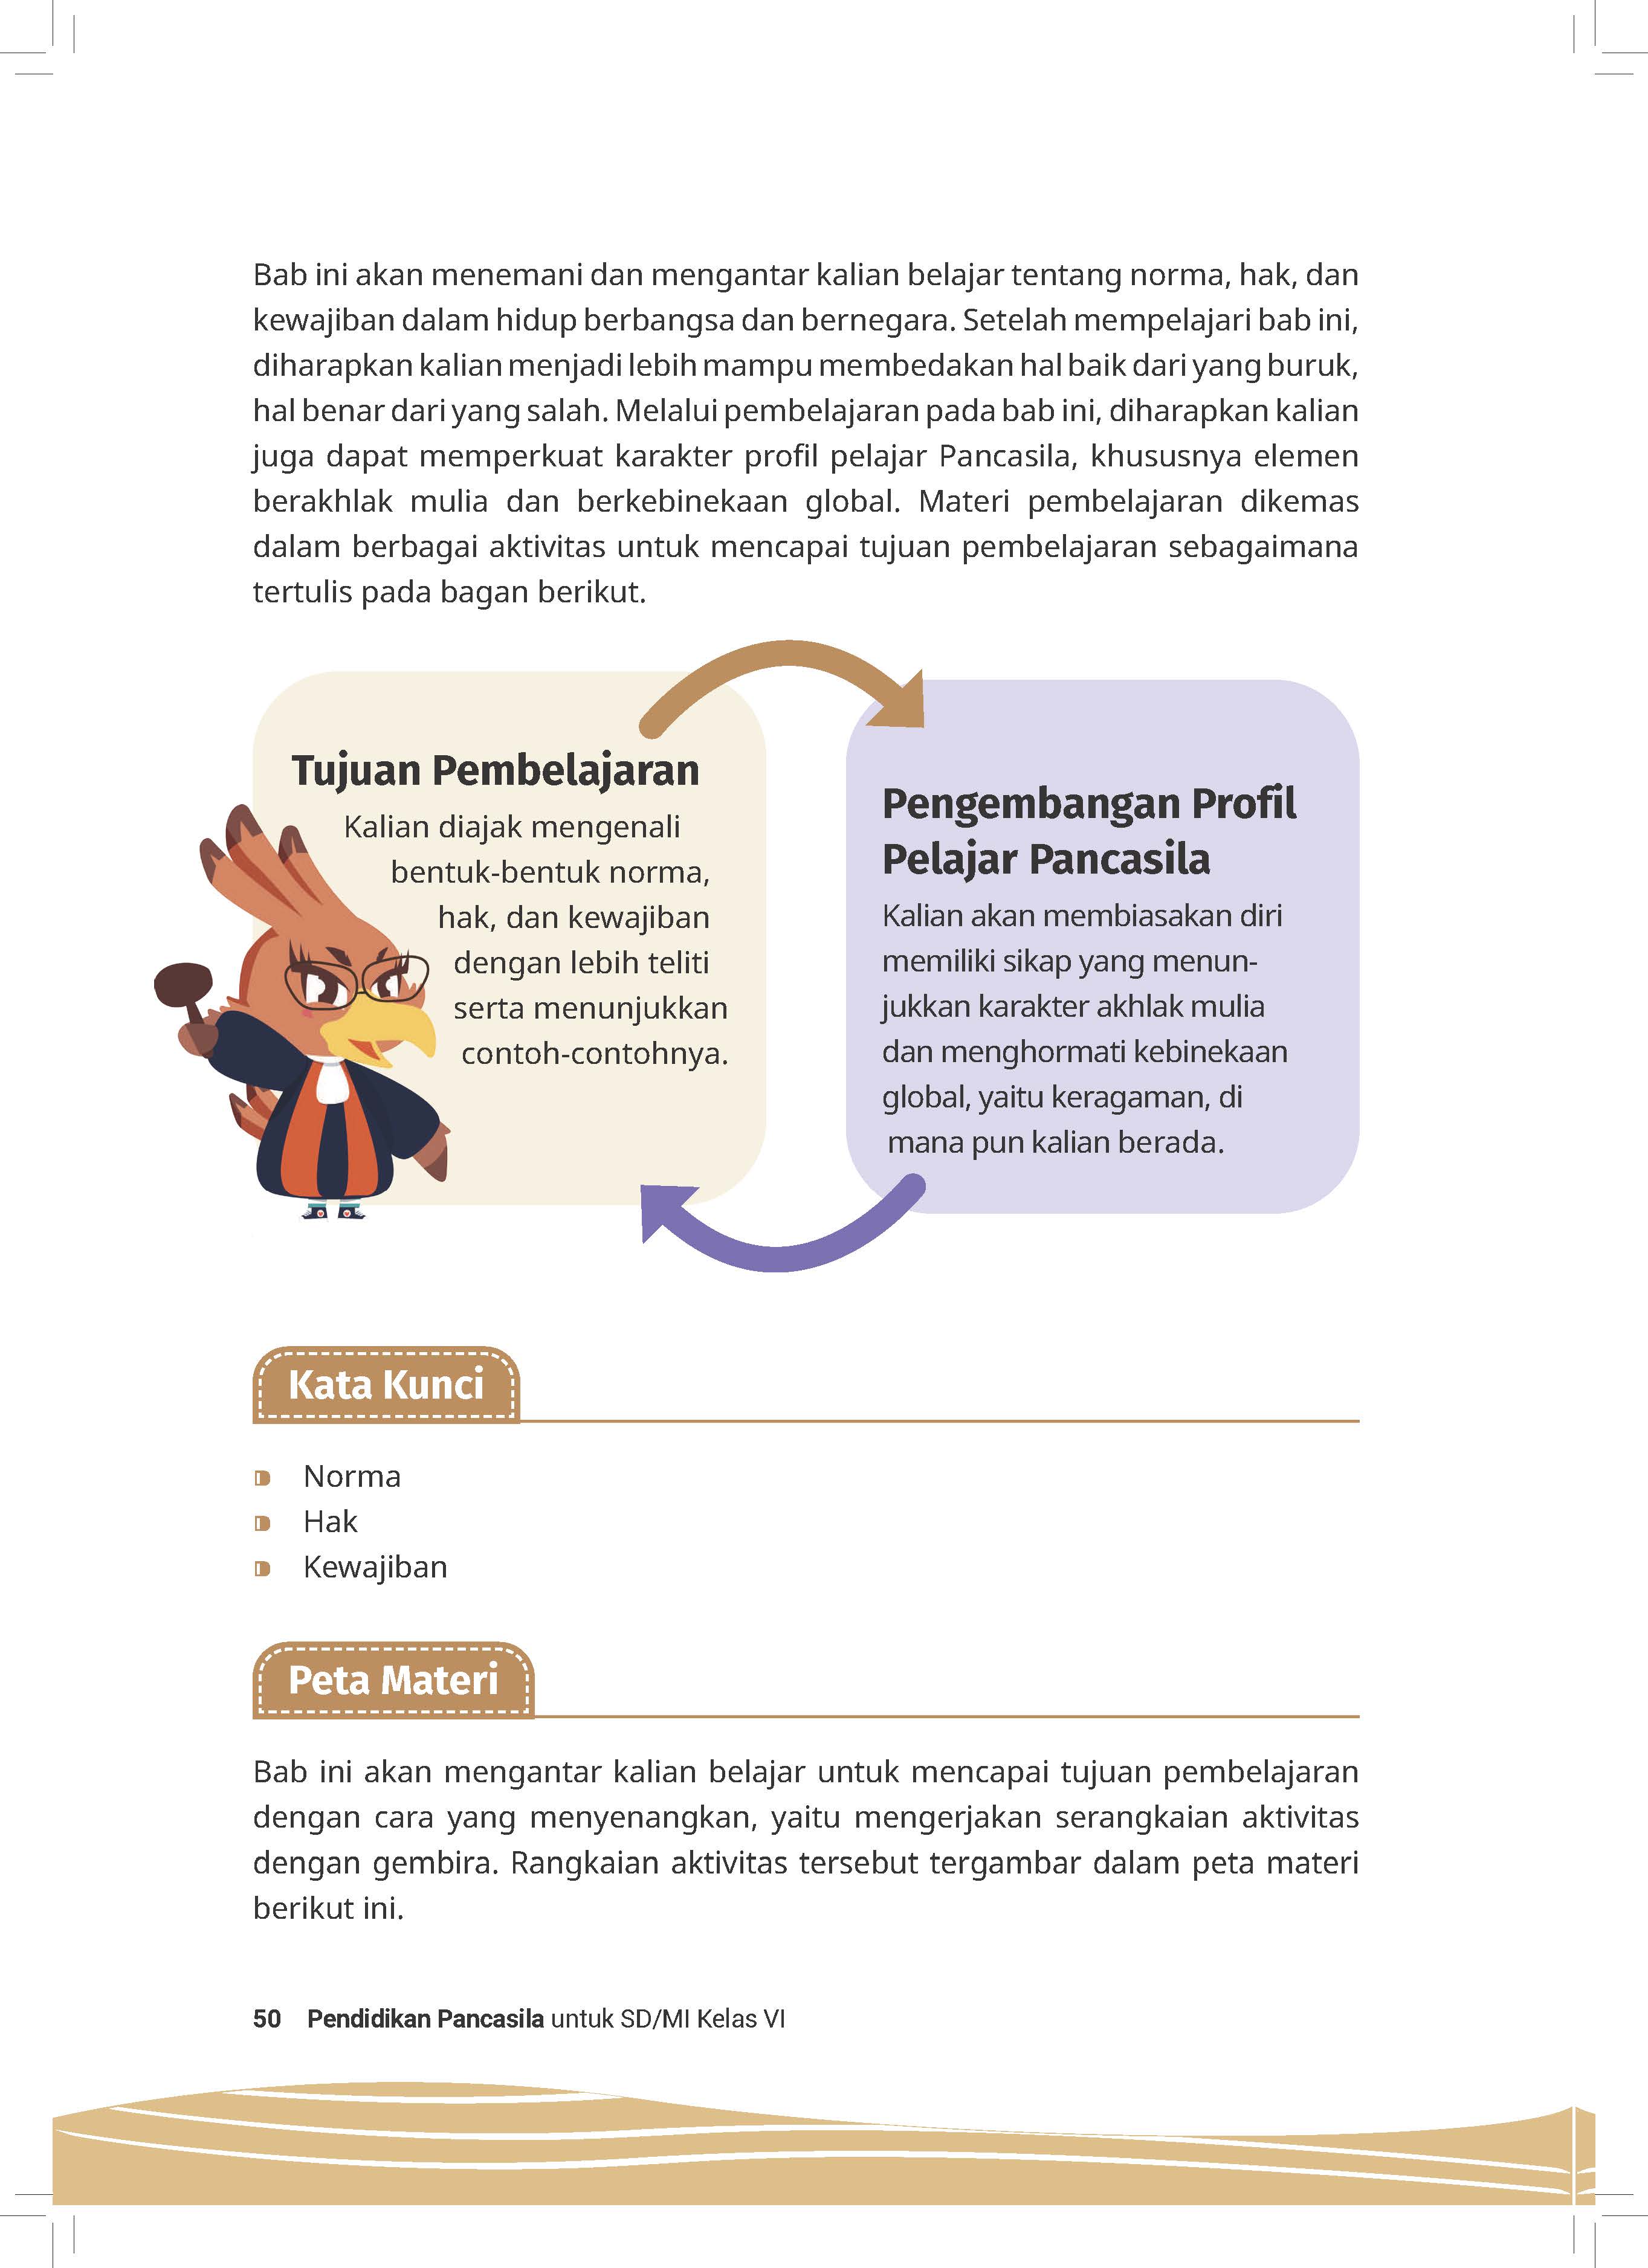 Bab ini akan menemani dan mengantar kalian belajar tentang norma, hak, dan
kewajiban dalam hidup berbangsa dan bernegara. Setelah mempelajari bab ini,
diharapkan kalian menjadi lebih mampu membedakan hal baik dari yang buruk,
hal benar dari yang salah. Melalui pembelajaran pada bab ini, diharapkan kalian
juga dapat memperkuat karakter profil pelajar Pancasila, khususnya elemen
berakhlak mulia dan berkebinekaan global. Materi pembelajaran dikemas
dalam berbagai aktivitas untuk mencapai tujuan pembelajaran sebagaimana
tertulis pada bagan berikut.
Tujuan Pembelajaran
Kalian diajak mengenali
bentuk-bentuk norma,
hak, dan kewajiban
dengan lebih teliti
serta menunjukkan
contoh-contohnya.
Pengembangan Profil
Pelajar Pancasila
Kalian akan membiasakan diri
memiliki sikap yang menun-
jukkan karakter akhlak mulia
dan menghormati kebinekaan
global, yaitu keragaman, di
mana pun kalian berada.
Kata Kunci
Norma
Hak
Kewajiban
Peta Materi
Bab ini akan mengantar kalian belajar untuk mencapai tujuan pembelajaran
dengan cara yang menyenangkan, yaitu mengerjakan serangkaian aktivitas
dengan gembira. Rangkaian aktivitas tersebut tergambar dalam peta materi
berikut ini.
50 Pendidikan Pancasila untuk SD/MI Kelas VI